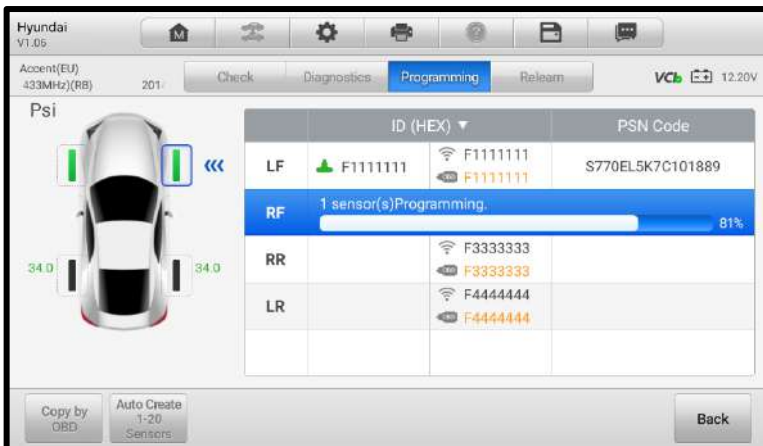 Hyundai
V1.05
Accent(EU)
433MHz)(RB) 201
Check
Diagnostics
Programming
Relearn
VCI 12.20V
Psi
34.0
34.0
ID (HEX) ▼ PSN Code
LF F1111111 F1111111 S770EL5K7C101889
F1111111
RF 1 sensor(s)Programming.
81%
RR F3333333
F3333333
LR F4444444
F4444444
Copy by
OBD
Auto Create
1-20
Sensors
Back